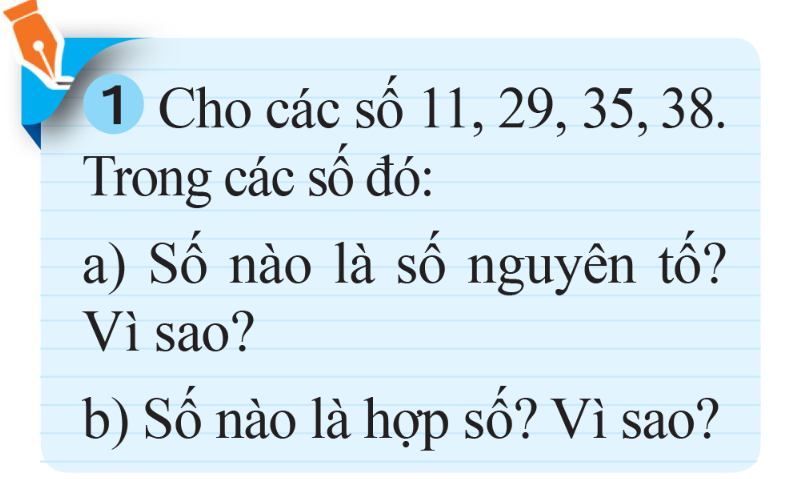 1 Cho các số 11, 29, 35, 38.
Trong các số đó:
a) Số nào là số nguyên tố?
Vì sao?
b) Số nào là hợp số? Vì sao?